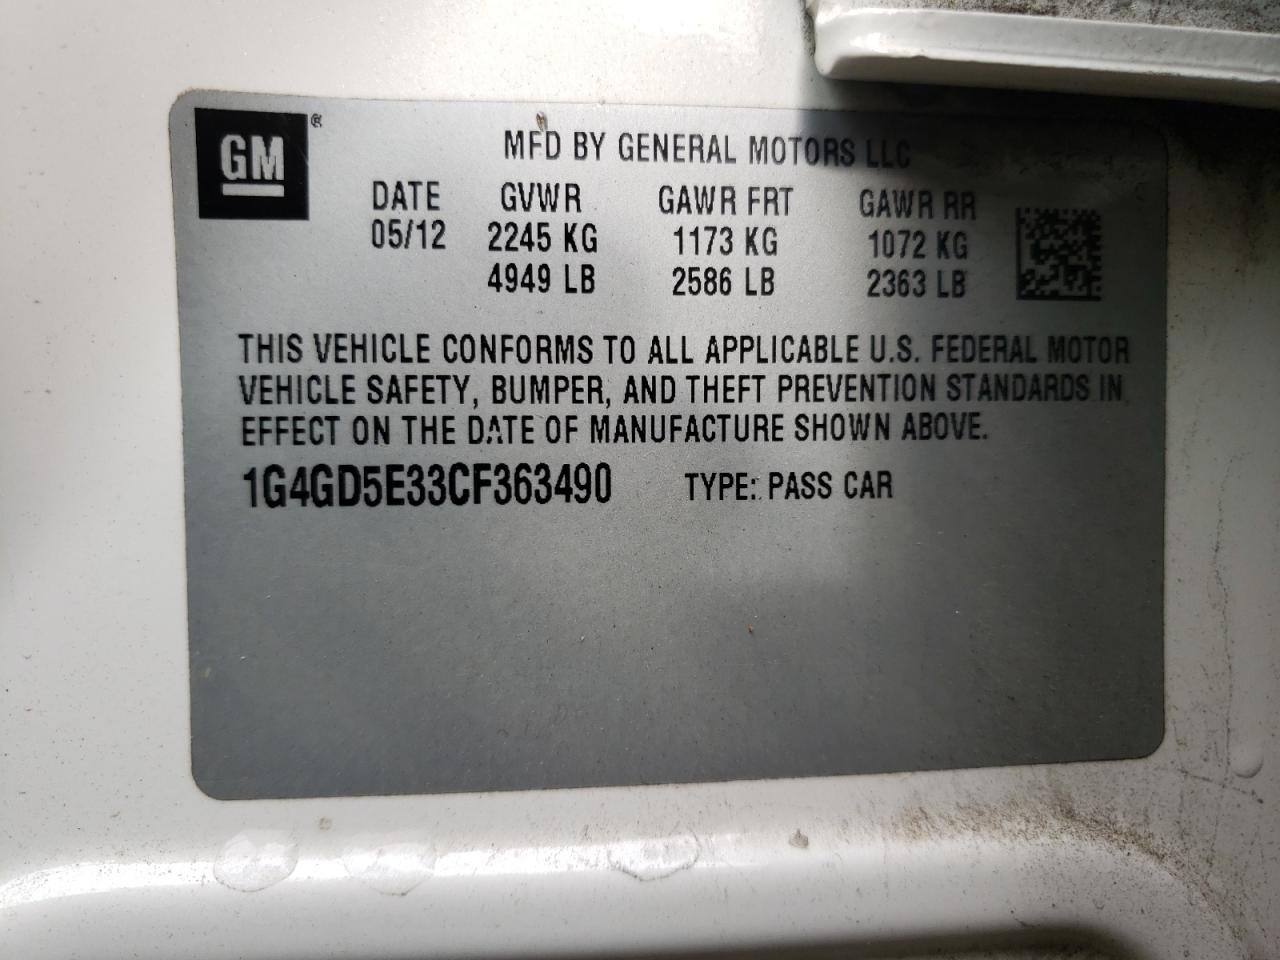 GM ®
MFD BY GENERAL MOTORS LLC
DATE GVWR GAWR FRT GAWR RR
05/12 2245 KG 1173 KG 1072 KG
4949 LB 2586 LB 2363 LB
THIS VEHICLE CONFORMS TO ALL APPLICABLE U.S. FEDERAL MOTOR
VEHICLE SAFETY, BUMPER, AND THEFT PREVENTION STANDARDS IN
EFFECT ON THE DATE OF MANUFACTURE SHOWN ABOVE.
1G4GD5E33CF363490 TYPE: PASS CAR